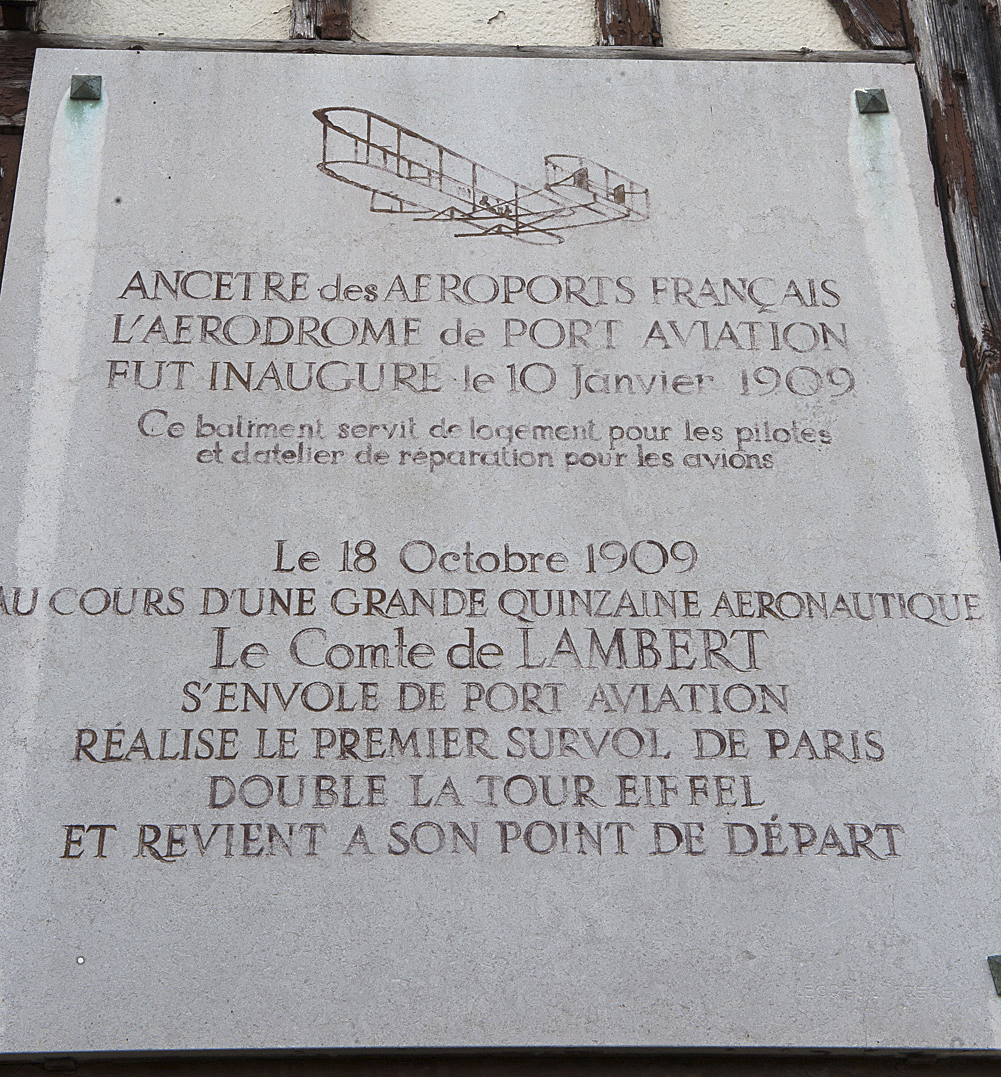 ANCETRE des AEROPORTS FRANÇAIS
L'AERODROME de PORT AVIATION
FUT INAUGURÉ le 10 Janvier 1909
Ce batiment servit de logement pour les pilotes
et d'atelier de réparation pour les avions
Le 18 Octobre 1909
AU COURS D'UNE GRANDE QUINZAINE AERONAUTIQUE
Le Comte de LAMBERT
S'ENVOLE DE PORT AVIATION
RÉALISE LE PREMIER SURVOL DE PARIS
DOUBLE LA TOUR EIFFEL
ET REVIENT A SON POINT DE DÉPART